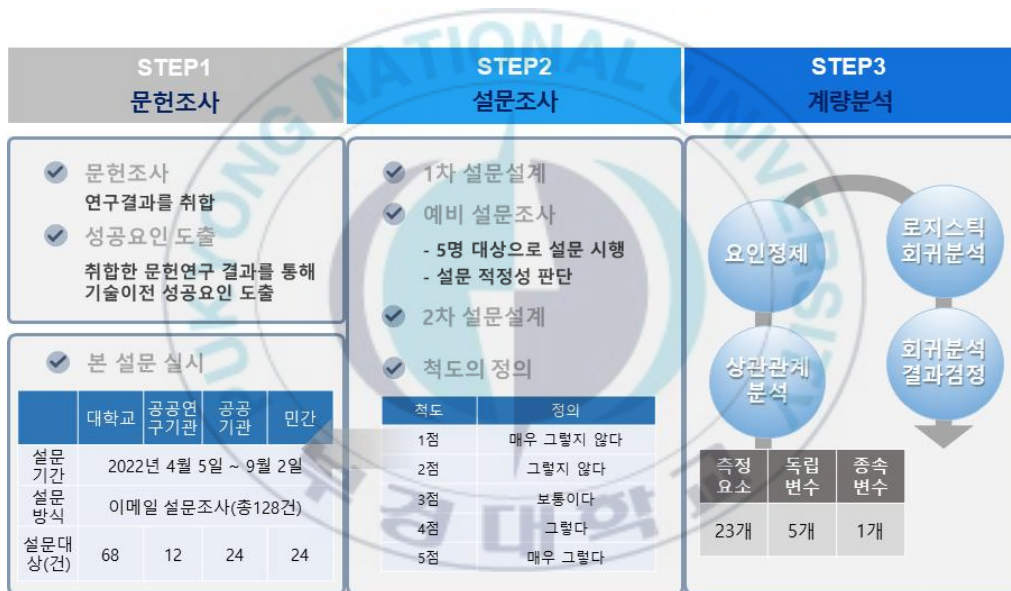 STEP1
문헌조사
STEP2
설문조사
STEP3
계량분석
문헌조사
연구결과를 취합
성공요인 도출
취합한 문헌연구 결과를 통해
기술이전 성공요인 도출
본 설문 실시
대학교 공공연구기관 공공기관 민간
설문기간 2022년 4월 5일 ~ 9월 2일
설문방식 이메일 설문조사(총128건)
설문대상(건) 68 12 24 24
1차 설문설계
예비 설문조사
- 5명 대상으로 설문 시행
- 설문 적정성 판단
2차 설문설계
척도의 정의
척도 정의
1점 매우 그렇지 않다
2점 그렇지 않다
3점 보통이다
4점 그렇다
5점 매우 그렇다
요인정제
상관관계
분석
로지스틱
회귀분석
회귀분석
결과검정
측정요소 독립변수 종속변수
23개 5개 1개
PUKYONG NATIONAL UNIVERSITY
부경대학교